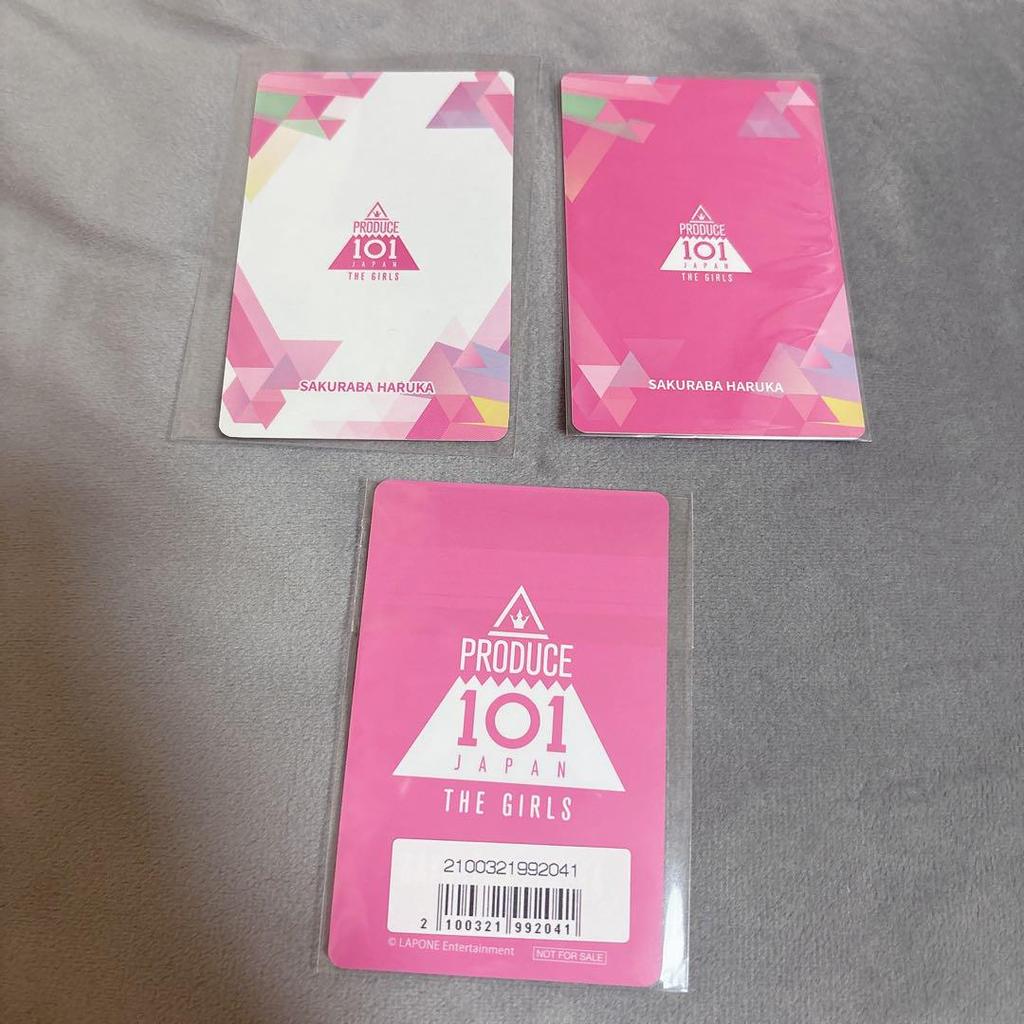 PRODUCE
101
JAPAN
THE GIRLS
SAKURABA HARUKA
PRODUCE
101
JAPAN
THE GIRLS
SAKURABA HARUKA
PRODUCE
101
JAPAN
THE GIRLS
2100321992041
2 100321 992041
© LAPONE Entertainment
NOT FOR SALE